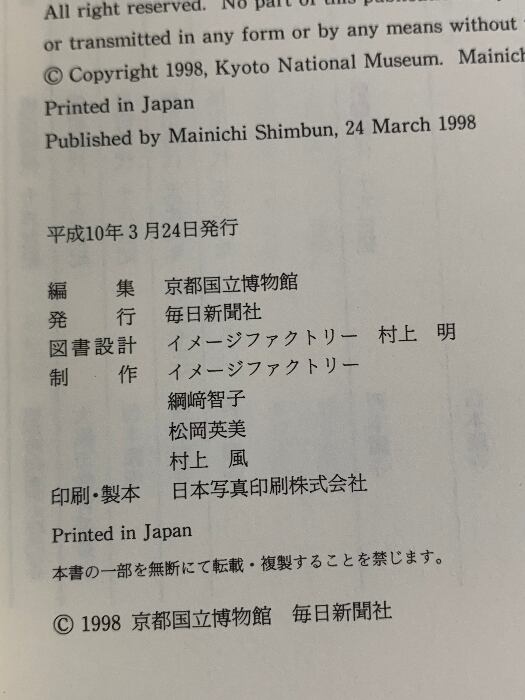 All right reserved. No part of this
or transmitted in any form or by any means without
© Copyright 1998, Kyoto National Museum. Mainich
Printed in Japan
Published by Mainichi Shimbun, 24 March 1998
平成10年3月24日発行
編 集 京都国立博物館
発 行 毎日新聞社
図書設計 イメージファクトリー 村上 明
制 作 イメージファクトリー
綱﨑智子
松岡英美
村上 風
印刷・製本 日本写真印刷株式会社
Printed in Japan
本書の一部を無断にて転載・複製することを禁じます。
© 1998 京都国立博物館 毎日新聞社